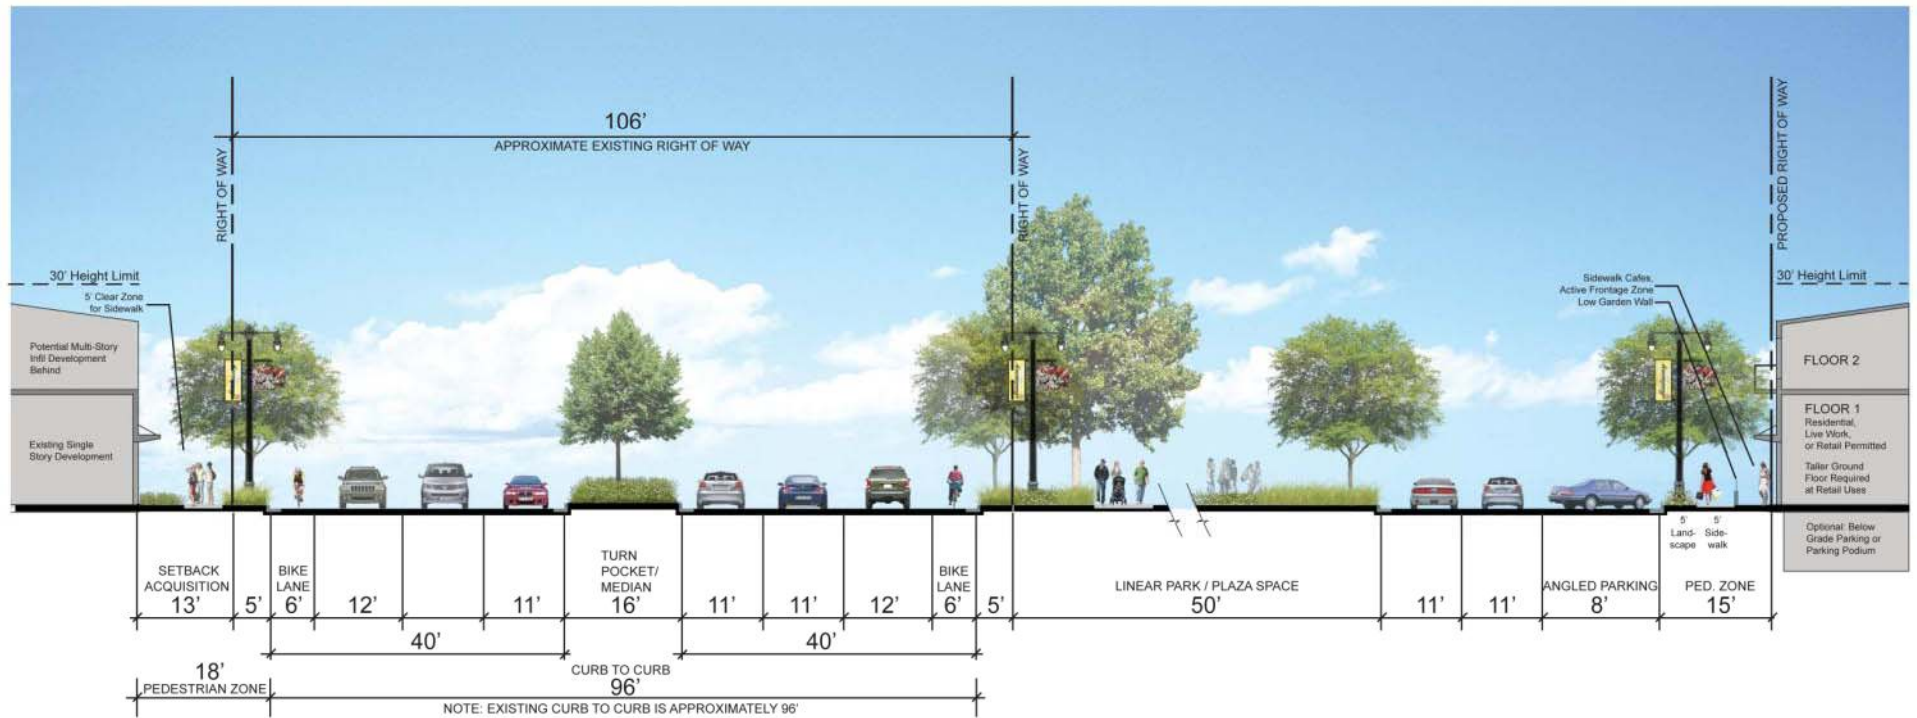 106'
APPROXIMATE EXISTING RIGHT OF WAY
RIGHT OF WAY
RIGHT OF WAY
PROPOSED RIGHT OF WAY
30' Height Limit
5' Clear Zone
for Sidewalk
Potential Multi-Story
Infil Development
Behind
Existing Single
Story Development
Sidewalk Cafes,
Active Frontage Zone
Low Garden Wall
30' Height Limit
FLOOR 2
FLOOR 1
Residential,
Live Work,
or Retail Permitted
Taller Ground
Floor Required
at Retail Uses
Optional: Below
Grade Parking or
Parking Podium
5'
Land-
scape
5'
Side-
walk
SETBACK
ACQUISITION
13'
5'
BIKE
LANE
6'
12'
11'
TURN
POCKET/
MEDIAN
16'
11'
11'
12'
BIKE
LANE
6'
5'
LINEAR PARK / PLAZA SPACE
50'
11'
11'
ANGLED PARKING
8'
PED. ZONE
15'
40'
40'
18'
PEDESTRIAN ZONE
CURB TO CURB
96'
NOTE: EXISTING CURB TO CURB IS APPROXIMATELY 96'